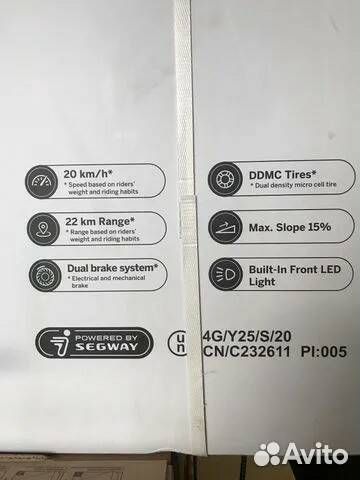 20 km/h*
* Speed based on riders'
weight and riding habits
22 km Range*
* Range based on riders'
weight and riding habits
Dual brake system*
* Electrical and mechanical
brake
DDMC Tires*
* Dual density micro cell tire
Max. Slope 15%
Built-In Front LED
Light
POWERED BY
SEGWAY
un
4G/Y25/S/20
CN/C232611 PI:005
Avito